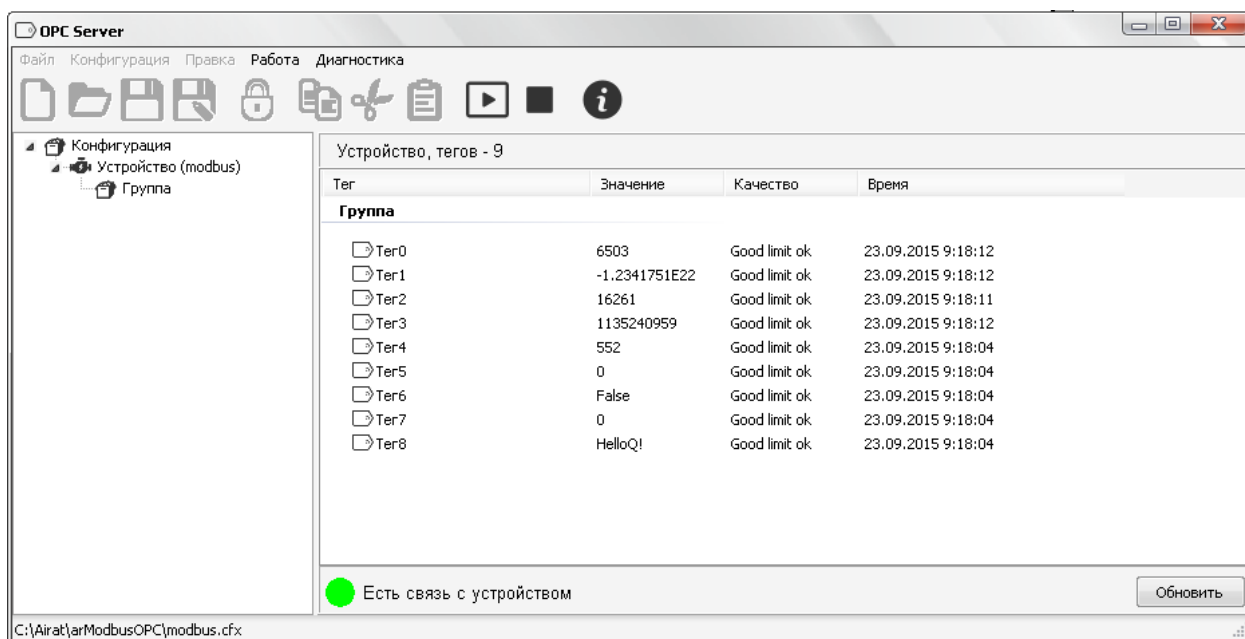 OPC Server
Файл Конфигурация Правка Работа Диагностика
Конфигурация
Устройство (modbus)
Группа
Устройство, тегов - 9
Тег Значение Качество Время
Группа
Тег0 6503 Good limit ok 23.09.2015 9:18:12
Тег1 -1.2341751E22 Good limit ok 23.09.2015 9:18:12
Тег2 16261 Good limit ok 23.09.2015 9:18:11
Тег3 1135240959 Good limit ok 23.09.2015 9:18:12
Тег4 552 Good limit ok 23.09.2015 9:18:04
Тег5 0 Good limit ok 23.09.2015 9:18:04
Тег6 False Good limit ok 23.09.2015 9:18:04
Тег7 0 Good limit ok 23.09.2015 9:18:04
Тег8 HelloQ! Good limit ok 23.09.2015 9:18:04
Есть связь с устройством
Обновить
C:\Airat\arModbusOPC\modbus.cfx